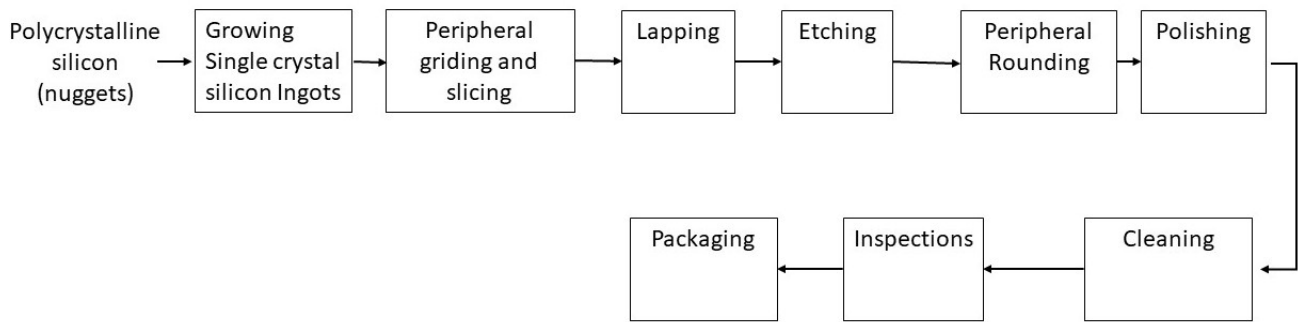 Polycrystalline
silicon
(nuggets)
Growing
Single crystal
silicon Ingots
Peripheral
griding and
slicing
Lapping
Etching
Peripheral
Rounding
Polishing
Cleaning
Inspections
Packaging